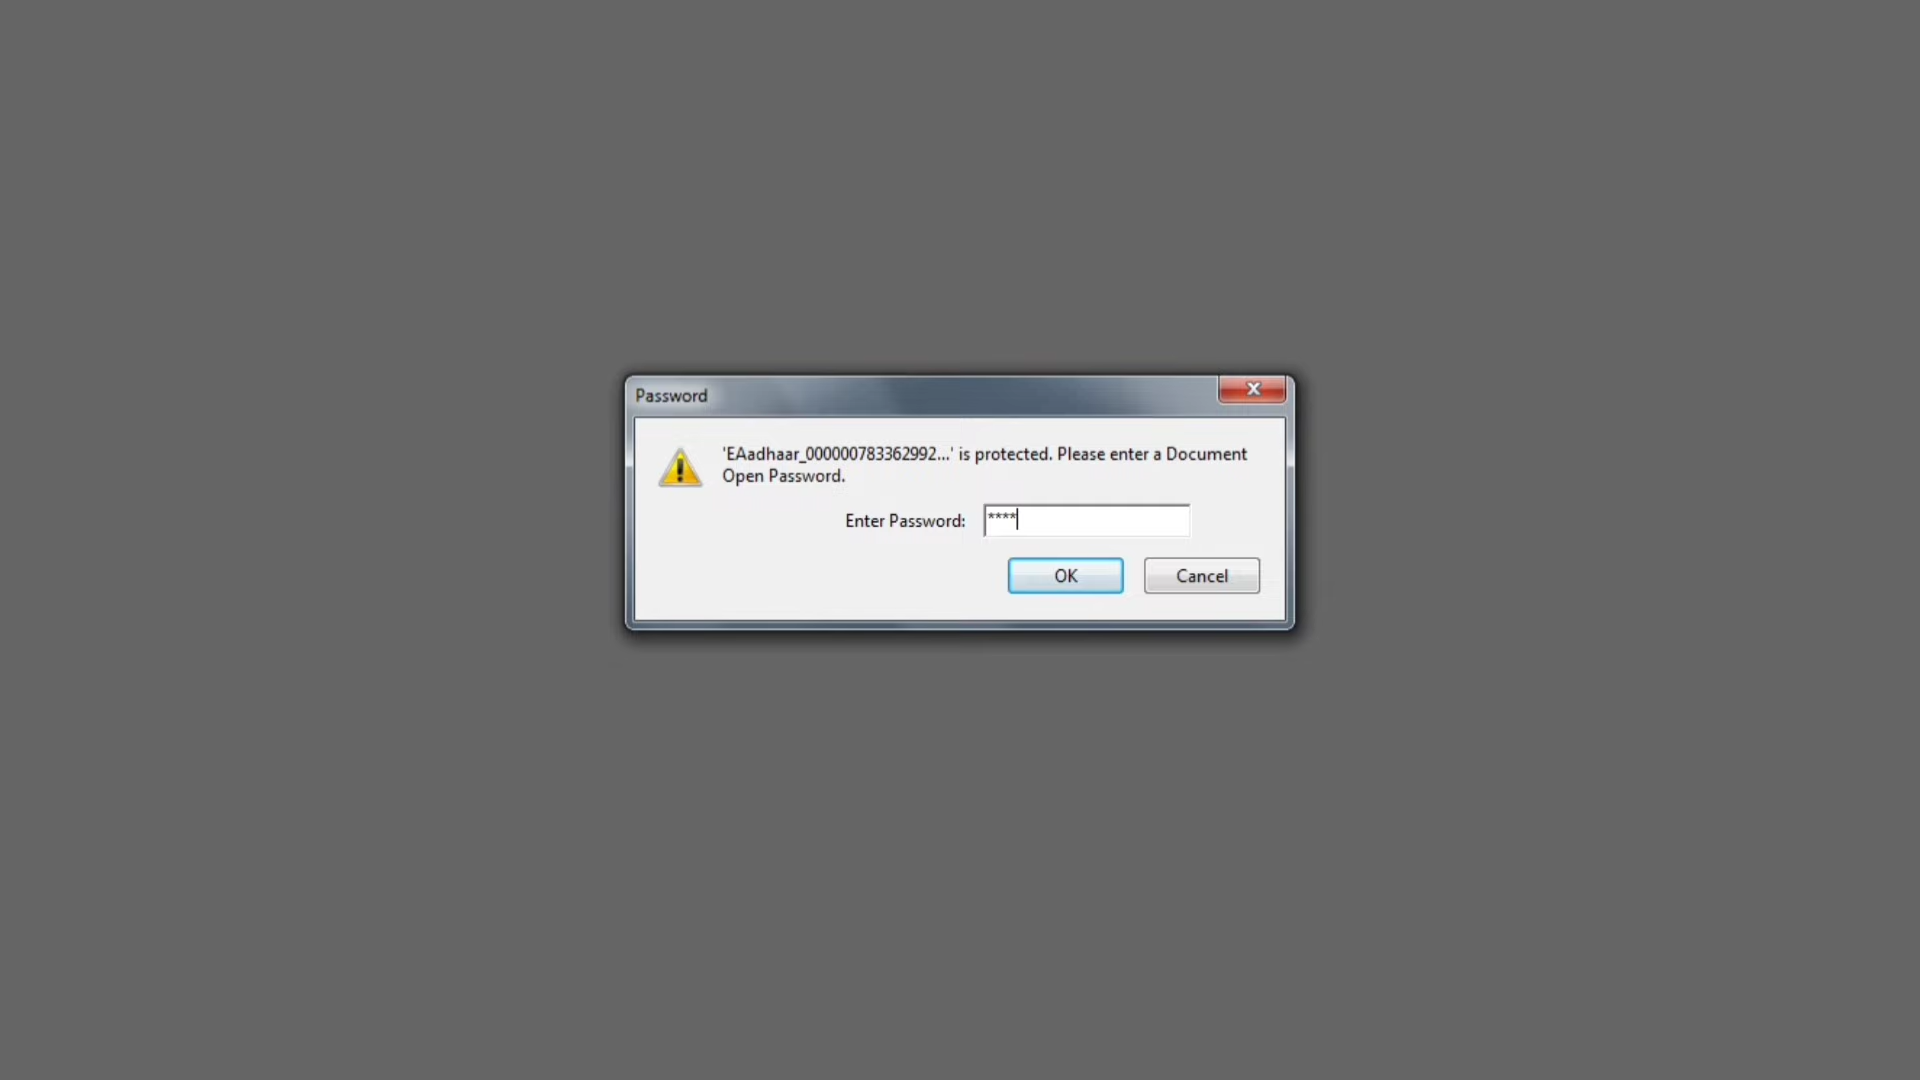 Password
'EAadhaar_000000783362992...' is protected. Please enter a Document
Open Password.
Enter Password: ****
OK Cancel